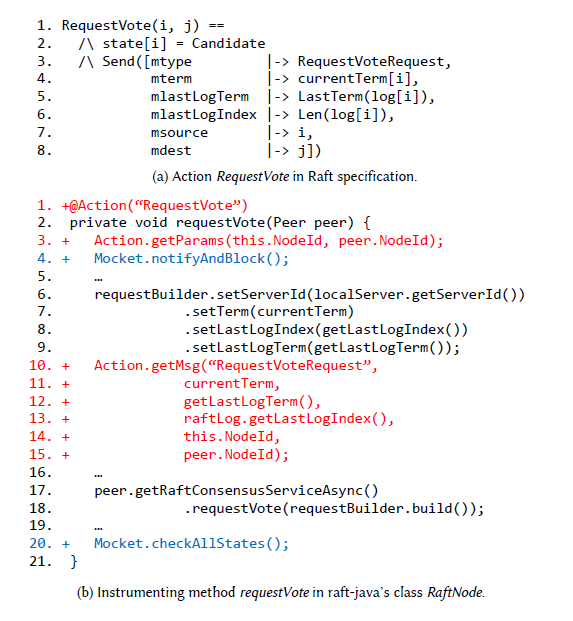 1. RequestVote(i, j) ==
2. /\ state[i] = Candidate
3. /\ Send([mtype |-> RequestVoteRequest,
4. mterm |-> currentTerm[i],
5. mlastLogTerm |-> LastTerm(log[i]),
6. mlastLogIndex |-> Len(log[i]),
7. msource |-> i,
8. mdest |-> j])
(a) Action RequestVote in Raft specification.
1. +@Action(“RequestVote”)
2. private void requestVote(Peer peer) {
3. + Action.getParams(this.NodeId, peer.NodeId);
4. + Mocket.notifyAndBlock();
5. …
6. requestBuilder.setServerId(localServer.getServerId())
7. .setTerm(currentTerm)
8. .setLastLogIndex(getLastLogIndex())
9. .setLastLogTerm(getLastLogTerm());
10. + Action.getMsg(“RequestVoteRequest”,
11. + currentTerm,
12. + getLastLogTerm(),
13. + raftLog.getLastLogIndex(),
14. + this.NodeId,
15. + peer.NodeId);
16. …
17. peer.getRaftConsensusServiceAsync()
18. .requestVote(requestBuilder.build());
19. …
20. + Mocket.checkAllStates();
21. }
(b) Instrumenting method requestVote in raft-java’s class RaftNode.